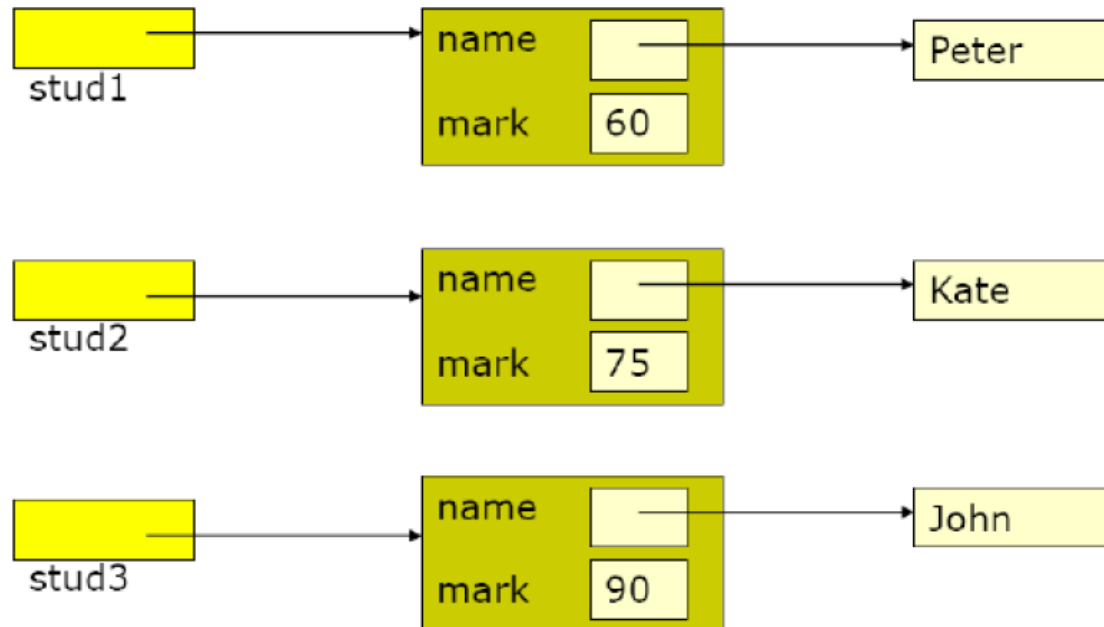 name
Peter
stud1
mark 60
name
Kate
stud2
mark 75
name
John
stud3
mark 90